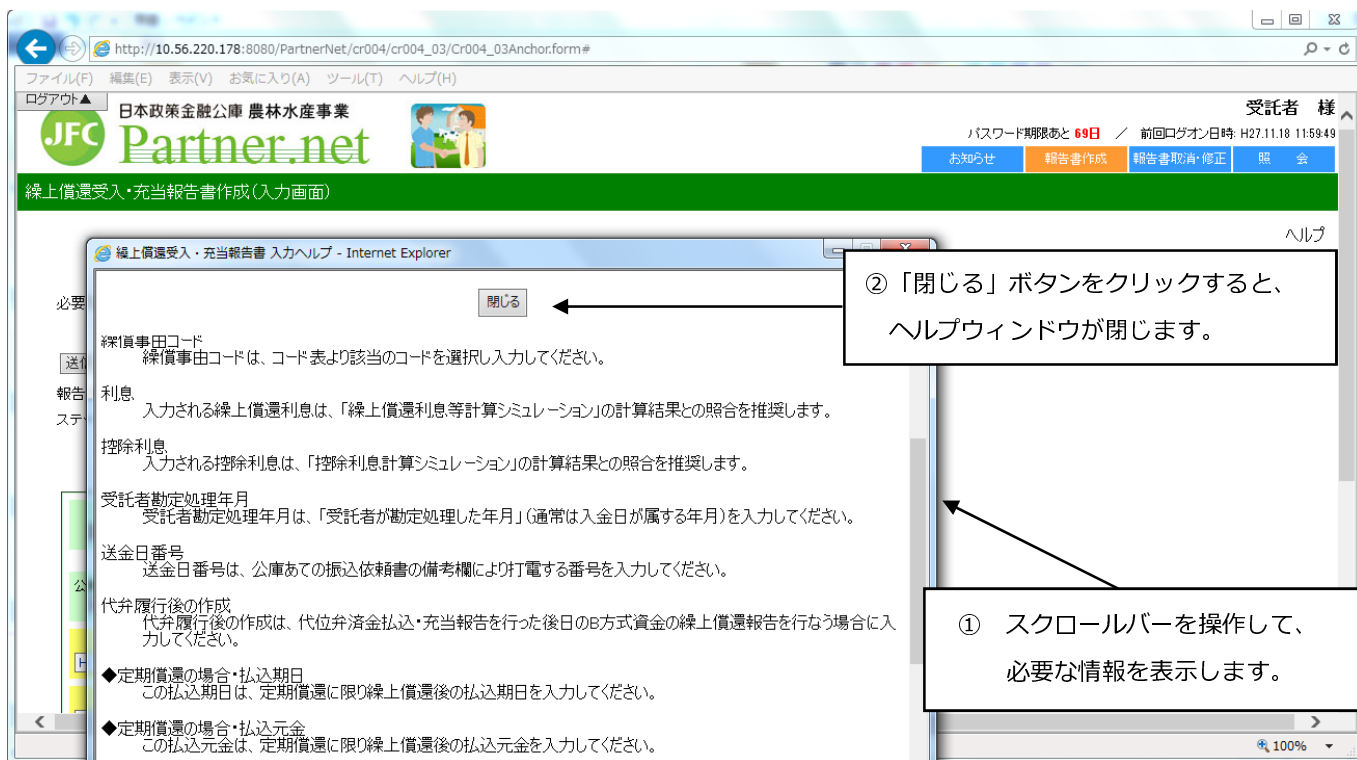 http://10.56.220.178:8080/PartnerNet/cr004/cr004_03/Cr004_03Anchor.form#
ファイル(F) 編集(E) 表示(V) お気に入り(A) ツール(T) ヘルプ(H)
ログアウト▲
JFC
日本政策金融公庫 農林水産事業
Partner.net
受託者 様
パスワード期限あと 69日 ／ 前回ログオン日時: H27.11.18 11:59:49
お知らせ 報告書作成 報告書取消・修正 照 会
繰上償還受入・充当報告書作成(入力画面)
ヘルプ
繰上償還受入・充当報告書 入力ヘルプ - Internet Explorer
必要
閉じる
②「閉じる」ボタンをクリックすると、
ヘルプウィンドウが閉じます。
繰償事由コード
繰償事由コードは、コード表より該当のコードを選択し入力してください。
送信
報告
ステ
利息
入力される繰上償還利息は、「繰上償還利息等計算シミュレーション」の計算結果との照合を推奨します。
控除利息
入力される控除利息は、「控除利息計算シミュレーション」の計算結果との照合を推奨します。
受託者勘定処理年月
受託者勘定処理年月は、「受託者が勘定処理した年月」(通常は入金日が属する年月)を入力してください。
送金日番号
送金日番号は、公庫あての振込依頼書の備考欄により打電する番号を入力してください。
公
代弁履行後の作成
代弁履行後の作成は、代位弁済金払込・充当報告を行った後日のB方式資金の繰上償還報告を行なう場合に入
力してください。
H
① スクロールバーを操作して、
必要な情報を表示します。
◆定期償還の場合・払込期日
この払込期日は、定期償還に限り繰上償還後の払込期日を入力してください。
◆定期償還の場合・払込元金
この払込元金は、定期償還に限り繰上償還後の払込元金を入力してください。
100%